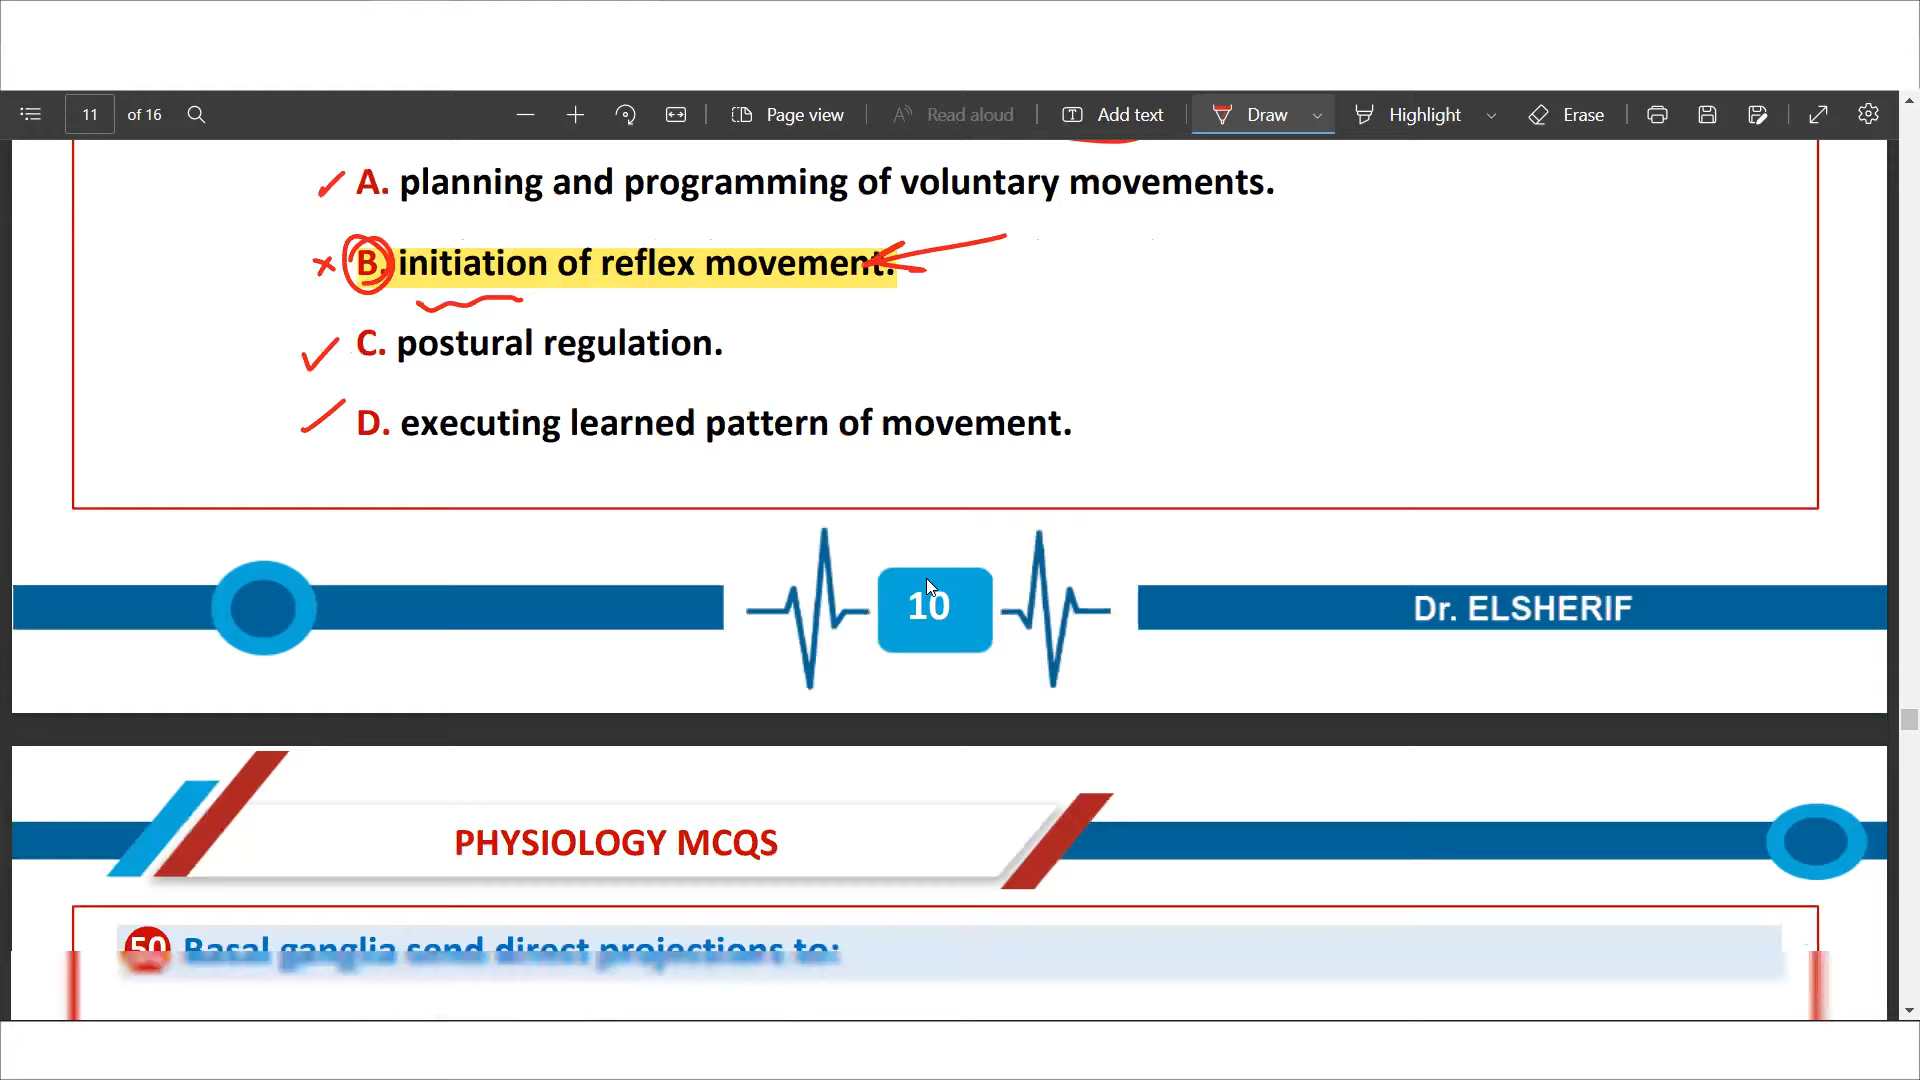 11 of 16 Page view Read aloud Add text Draw Highlight Erase
A. planning and programming of voluntary movements.
B. initiation of reflex movement.
C. postural regulation.
D. executing learned pattern of movement.
10
Dr. ELSHERIF
PHYSIOLOGY MCQS
50 Basal ganglia send direct projections to: